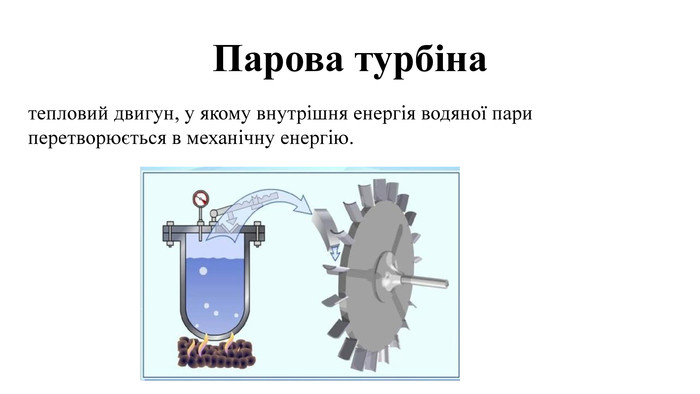 Парова турбіна
тепловий двигун, у якому внутрішня енергія водяної пари
перетворюється в механічну енергію.